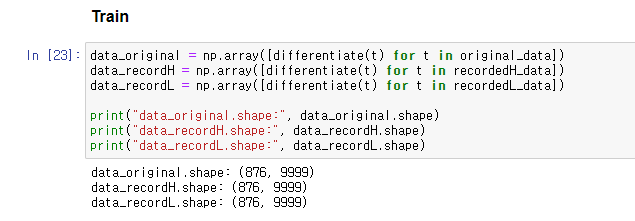 Train
In [23]: data_original = np.array([differentiate(t) for t in original_data])
data_recordH = np.array([differentiate(t) for t in recordedH_data])
data_recordL = np.array([differentiate(t) for t in recordedL_data])
print("data_original.shape:", data_original.shape)
print("data_recordH.shape:", data_recordH.shape)
print("data_recordL.shape:", data_recordL.shape)
data_original.shape: (876, 9999)
data_recordH.shape: (876, 9999)
data_recordL.shape: (876, 9999)